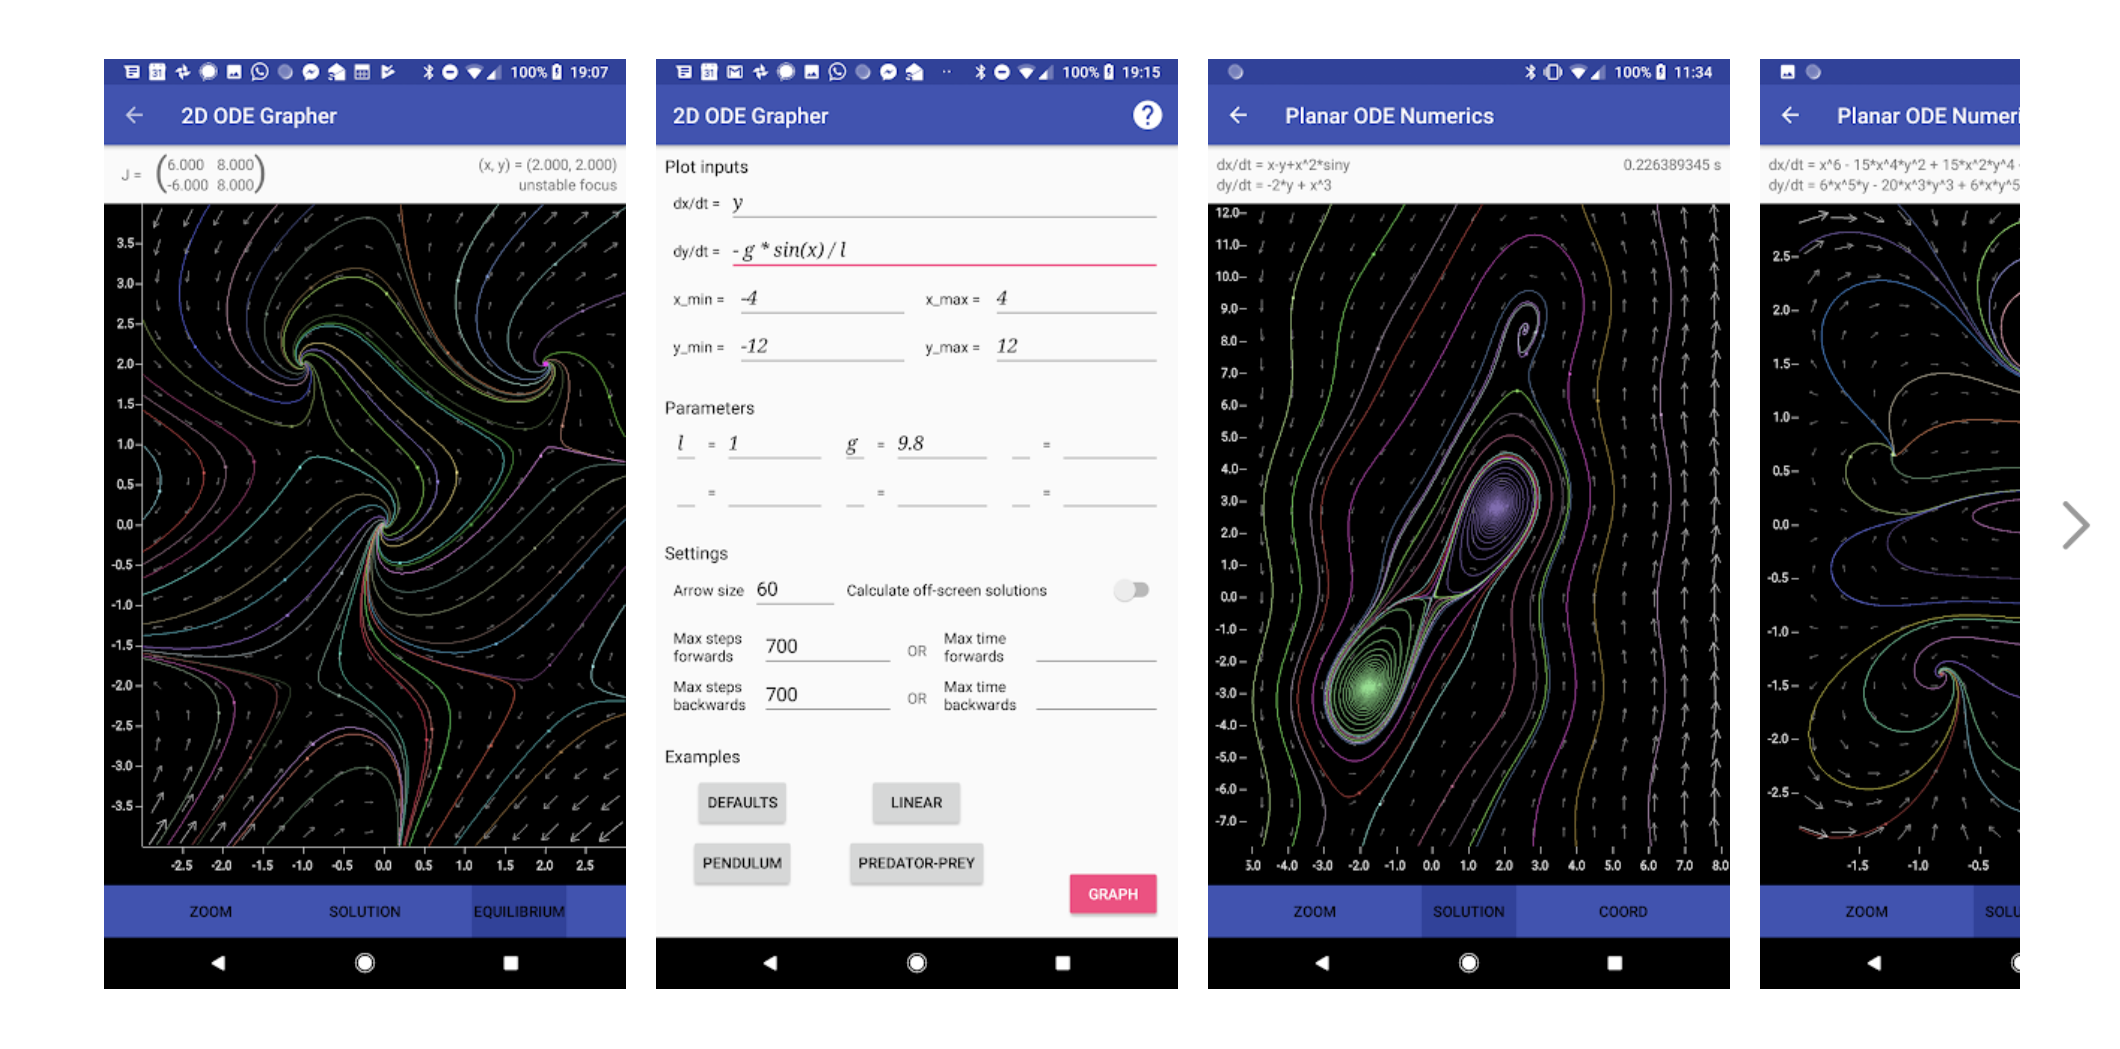 31 100% 19:07
2D ODE Grapher
J = (6.000 8.000
-6.000 8.000)
(x, y) = (2.000, 2.000)
unstable focus
3.5
3.0
2.5
2.0
1.5
1.0
0.5
0.0
-0.5
-1.0
-1.5
-2.0
-2.5
-3.0
-3.5
-2.5 -2.0 -1.5 -1.0 -0.5 0.0 0.5 1.0 1.5 2.0 2.5
ZOOM SOLUTION EQUILIBRIUM
31 100% 19:15
2D ODE Grapher ?
Plot inputs
dx/dt = y
dy/dt = - g * sin(x) / l
x_min = -4 x_max = 4
y_min = -12 y_max = 12
Parameters
l = 1 g = 9.8 =
= = =
Settings
Arrow size 60 Calculate off-screen solutions
Max steps forwards 700 OR Max time forwards
Max steps backwards 700 OR Max time backwards
Examples
DEFAULTS LINEAR
PENDULUM PREDATOR-PREY
GRAPH
100% 11:34
Planar ODE Numerics
dx/dt = x-y+x^2*siny 0.226389345 s
dy/dt = -2*y + x^3
12.0
11.0
10.0
9.0
8.0
7.0
6.0
5.0
4.0
3.0
2.0
1.0
0.0
-1.0
-2.0
-3.0
-4.0
-5.0
-6.0
-7.0
5.0 -4.0 -3.0 -2.0 -1.0 0.0 1.0 2.0 3.0 4.0 5.0 6.0 7.0 8.0
ZOOM SOLUTION COORD
Planar ODE Numeri
dx/dt = x^6 - 15*x^4*y^2 + 15*x^2*y^4
dy/dt = 6*x^5*y - 20*x^3*y^3 + 6*x*y^5
2.5
2.0
1.5
1.0
0.5
0.0
-0.5
-1.0
-1.5
-2.0
-2.5
-1.5 -1.0 -0.5
ZOOM SOLU